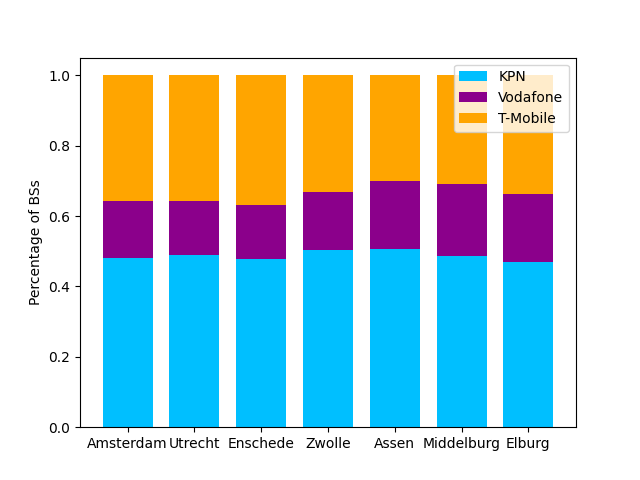 KPN
Vodafone
T-Mobile
Percentage of BSs
1.0
0.8
0.6
0.4
0.2
0.0
Amsterdam Utrecht Enschede Zwolle Assen Middelburg Elburg